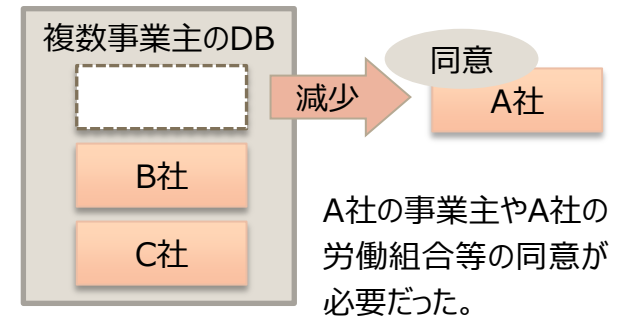 複数事業主のDB
同意
減少
A社
B社
C社
A社の事業主やA社の
労働組合等の同意が
必要だった。